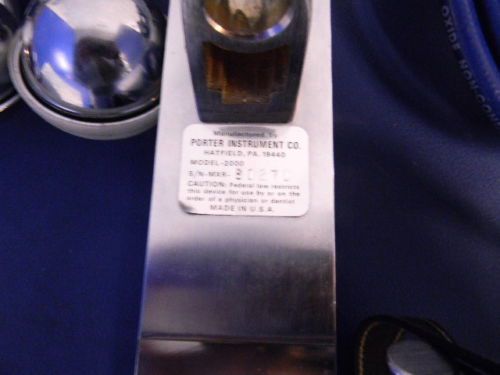 Manufactured by
PORTER INSTRUMENT CO.
HATFIELD, PA. 19440
MODEL-2000
S/N-MXR-
CAUTION: Federal law restricts
this device for use by or on the
order of a physician or dentist
MADE IN U.S.A.